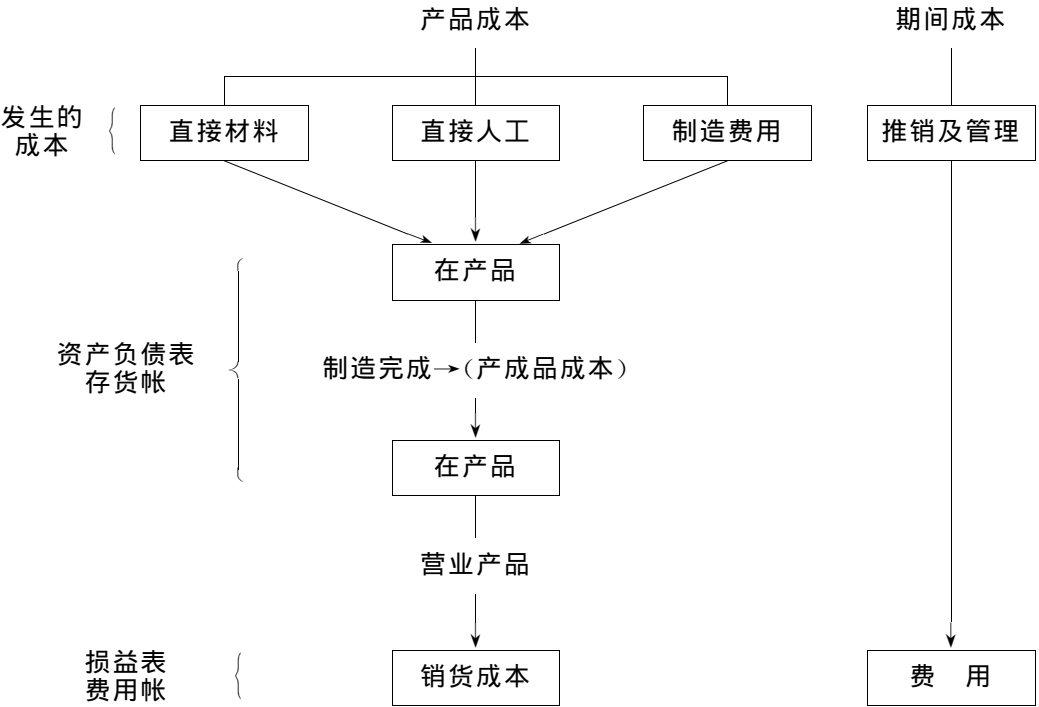 产品成本
期间成本
发生的
成本
直接材料
直接人工
制造费用
推销及管理
在产品
资产负债表
存货帐
制造完成→(产成品成本)
在产品
营业产品
损益表
费用帐
销货成本
费 用